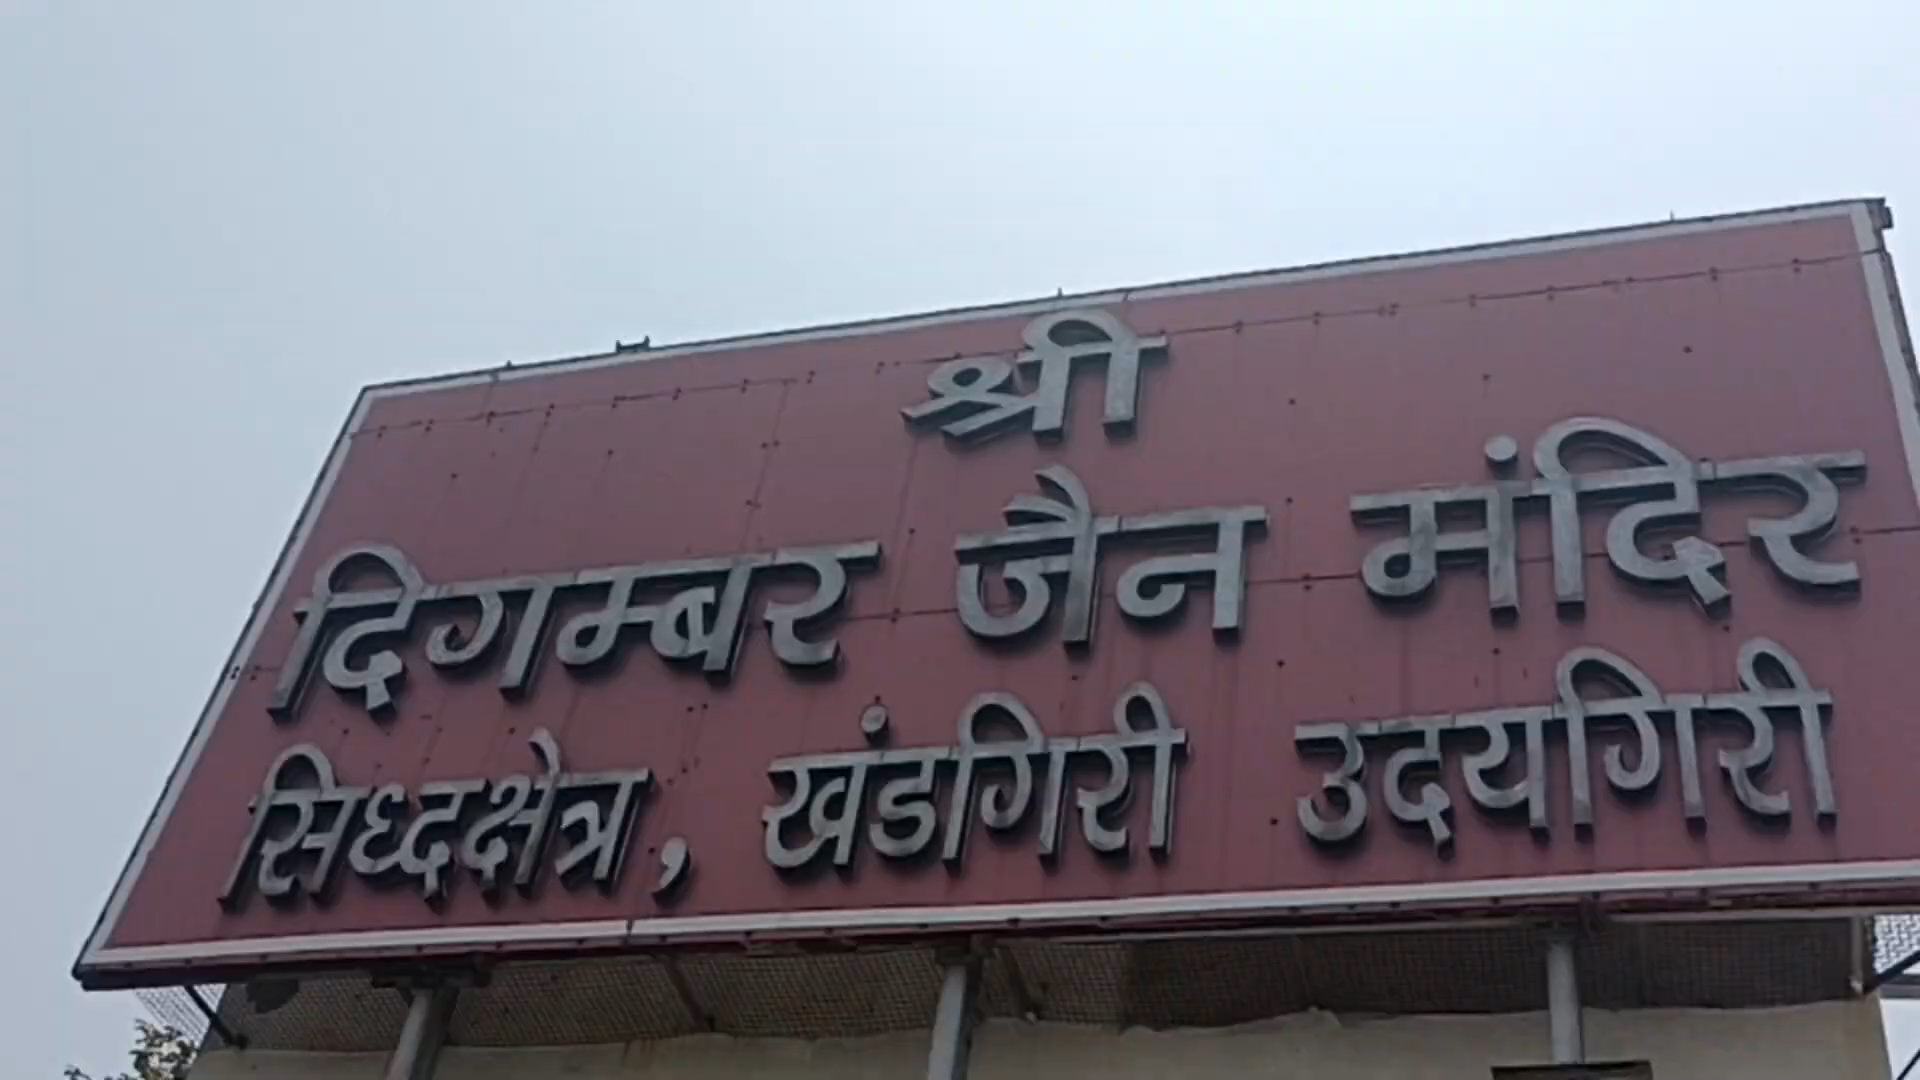 श्री
दिगम्बर जैन मंदिर
सिध्दक्षेत्र, खंडगिरी उदयगिरी